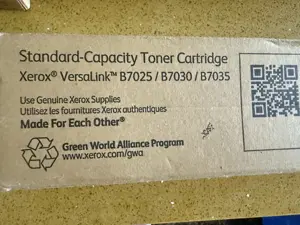 Standard-Capacity Toner Cartridge
Xerox® VersaLink™ B7025 / B7030 / B7035
Use Genuine Xerox Supplies
Utilisez les fournitures Xerox authentiques
Made For Each Other®
Green World Alliance Program
www.xerox.com/gwa